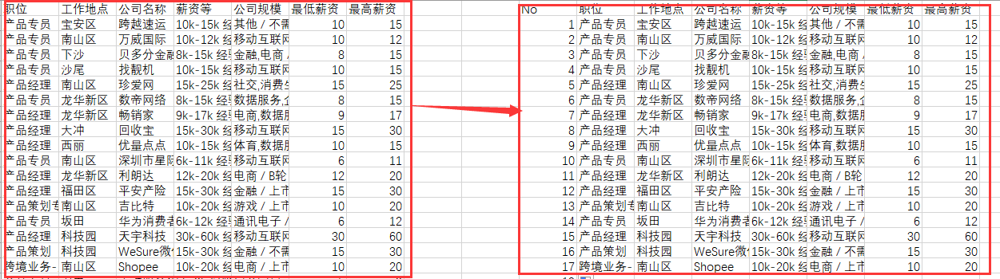 职位 工作地点 公司名称 薪资等 公司规模 最低薪资 最高薪资 No 职位 工作地点 公司名称 薪资等 公司规模 最低薪资 最高薪资
产品专员 宝安区 跨越速运 10k-15k 经 其他 / 不需 10 15 1 产品专员 宝安区 跨越速运 10k-15k 经 其他 / 不需 10 15
产品专员 南山区 万威国际 10k-12k 经 移动互联网 10 12 2 产品专员 南山区 万威国际 10k-12k 经 移动互联网 10 12
产品专员 下沙 贝多分金融 8k-15k 经验 金融,电商 / 8 15 3 产品专员 下沙 贝多分金融 8k-15k 经验 金融,电商 / 8 15
产品专员 沙尾 找靓机 10k-15k 经 移动互联网 10 15 4 产品专员 沙尾 找靓机 10k-15k 经 移动互联网 10 15
产品经理 南山区 珍爱网 15k-25k 经 社交,消费生 15 25 5 产品经理 南山区 珍爱网 15k-25k 经 社交,消费生 15 25
产品专员 龙华新区 数帝网络 8k-15k 经验 数据服务,企 8 15 6 产品专员 龙华新区 数帝网络 8k-15k 经验 数据服务,企 8 15
产品经理 龙华新区 畅销家 9k-17k 经验 电商,数据服 9 17 7 产品经理 龙华新区 畅销家 9k-17k 经验 电商,数据服 9 17
产品经理 大冲 回收宝 15k-30k 经 移动互联网 15 30 8 产品经理 大冲 回收宝 15k-30k 经 移动互联网 15 30
产品经理 西丽 优量点点 10k-15k 经 体育,数据服 10 15 9 产品经理 西丽 优量点点 10k-15k 经 体育,数据服 10 15
产品专员 南山区 深圳市星际 6k-11k 经验 移动互联网 6 11 10 产品专员 南山区 深圳市星际 6k-11k 经验 移动互联网 6 11
产品经理 龙华新区 利朗达 12k-20k 经 电商 / B轮 12 20 11 产品经理 龙华新区 利朗达 12k-20k 经 电商 / B轮 12 20
产品经理 福田区 平安产险 15k-30k 经 金融 / 上市 15 30 12 产品经理 福田区 平安产险 15k-30k 经 金融 / 上市 15 30
产品策划专 南山区 吉比特 10k-20k 经 游戏 / 上市 10 20 13 产品策划专 南山区 吉比特 10k-20k 经 游戏 / 上市 10 20
产品专员 坂田 华为消费者 6k-12k 经验 通讯电子 / 6 12 14 产品专员 坂田 华为消费者 6k-12k 经验 通讯电子 / 6 12
产品经理 科技园 天宇科技 30k-60k 经 移动互联网 30 60 15 产品经理 科技园 天宇科技 30k-60k 经 移动互联网 30 60
产品策划 科技园 WeSure微保 15k-30k 经 金融 / 不需 15 30 16 产品策划 科技园 WeSure微保 15k-30k 经 金融 / 不需 15 30
跨境业务- 南山区 Shopee 10k-20k 经 电商 / 上市 10 20 17 跨境业务- 南山区 Shopee 10k-20k 经 电商 / 上市 10 20